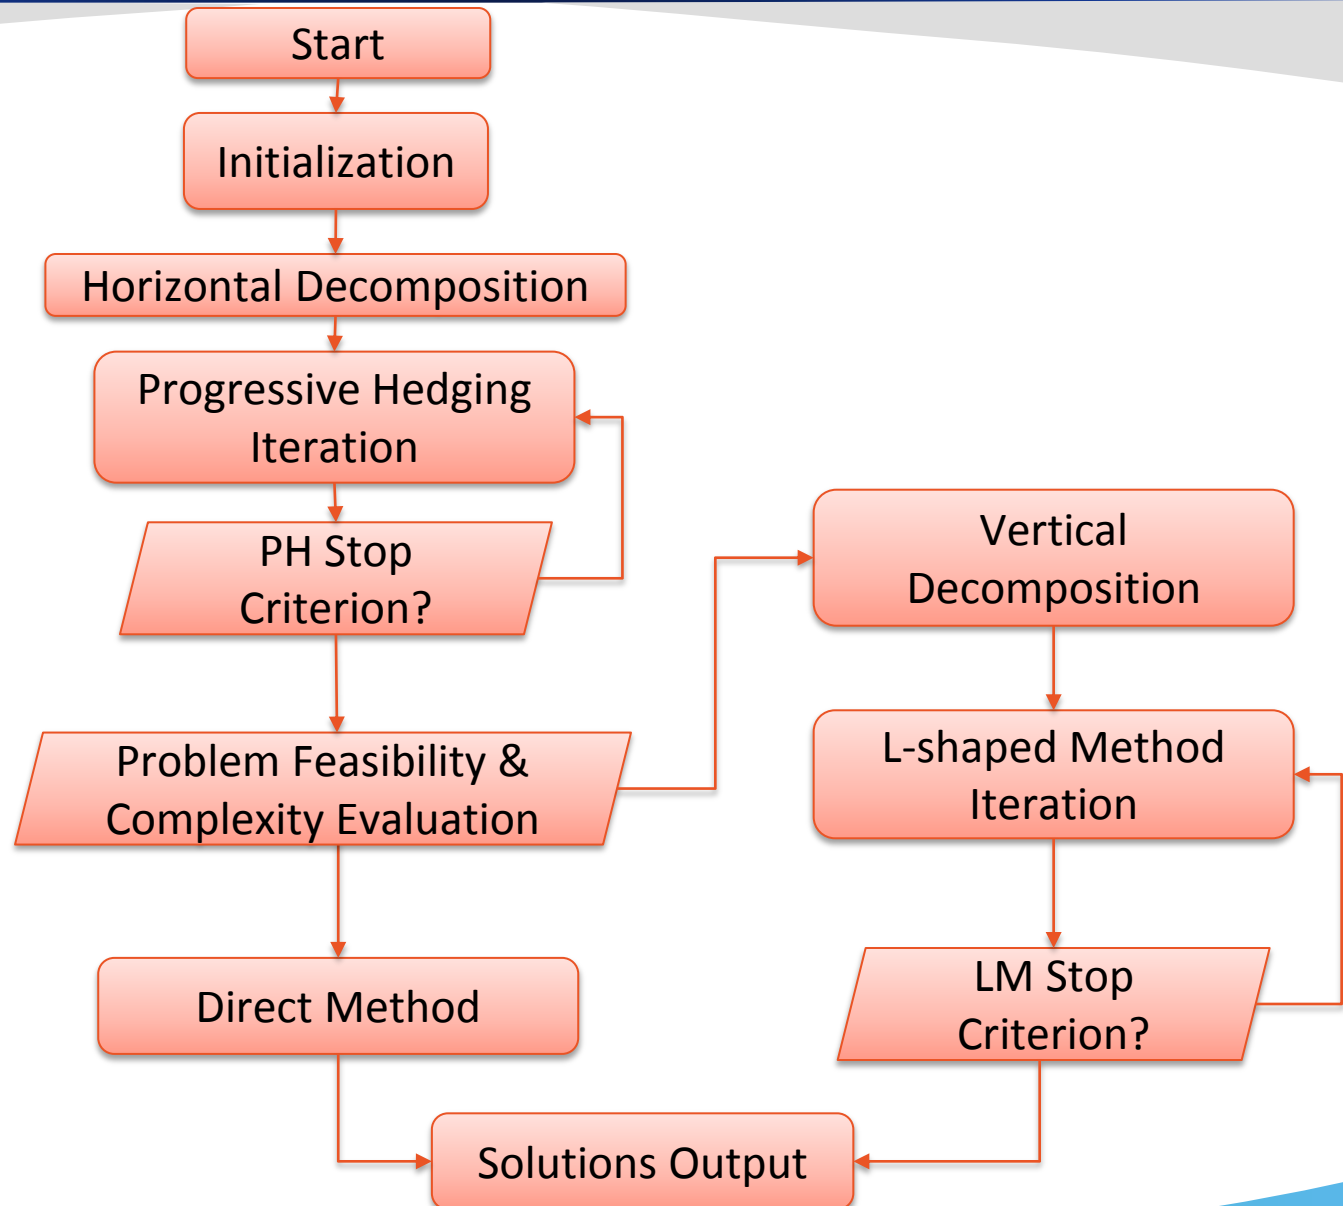 Start
Initialization
Horizontal Decomposition
Progressive Hedging
Iteration
PH Stop
Criterion?
Problem Feasibility &
Complexity Evaluation
Direct Method
Vertical
Decomposition
L-shaped Method
Iteration
LM Stop
Criterion?
Solutions Output